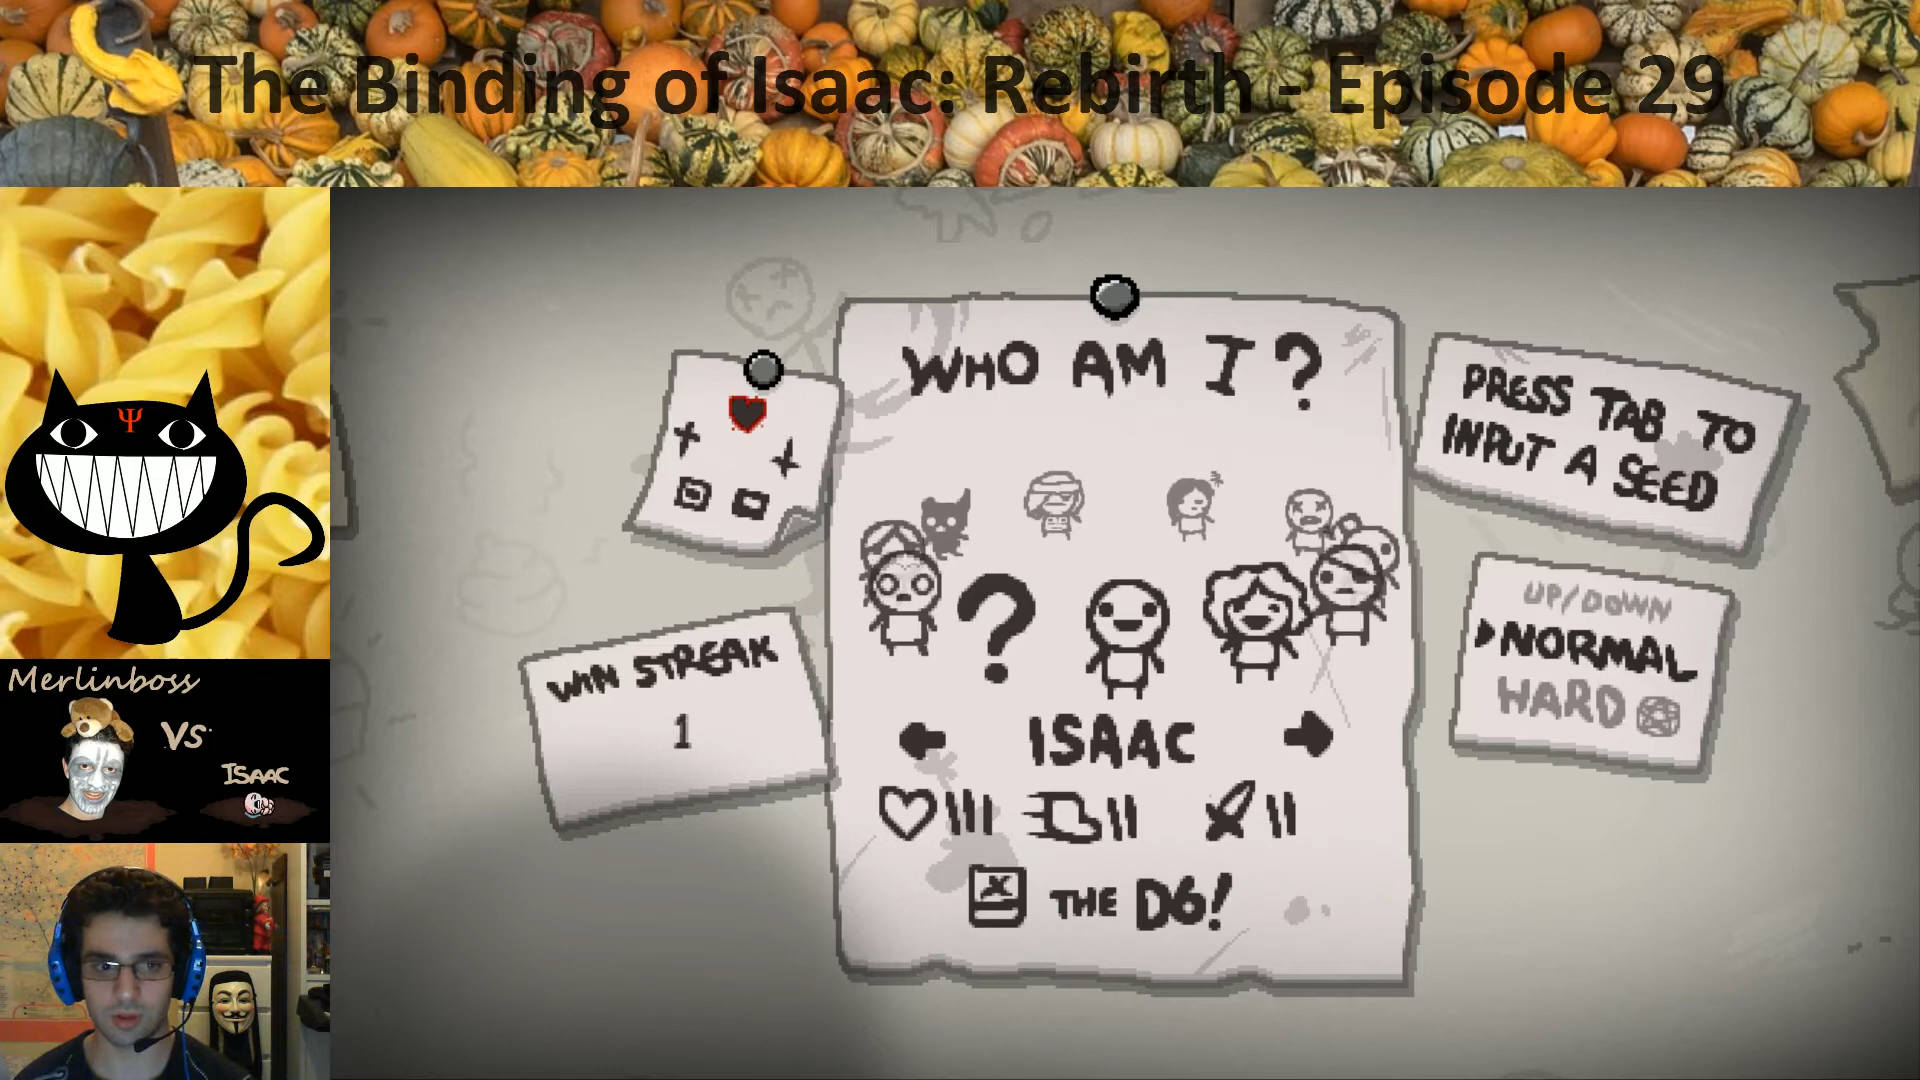 The Binding of Isaac: Rebirth - Episode 29
Ψ
Merlinboss
VS
ISAAC
WHO AM I?
PRESS TAB TO
INPUT A SEED
WIN STREAK
1
UP/DOWN
NORMAL
HARD
ISAAC
THE D6!